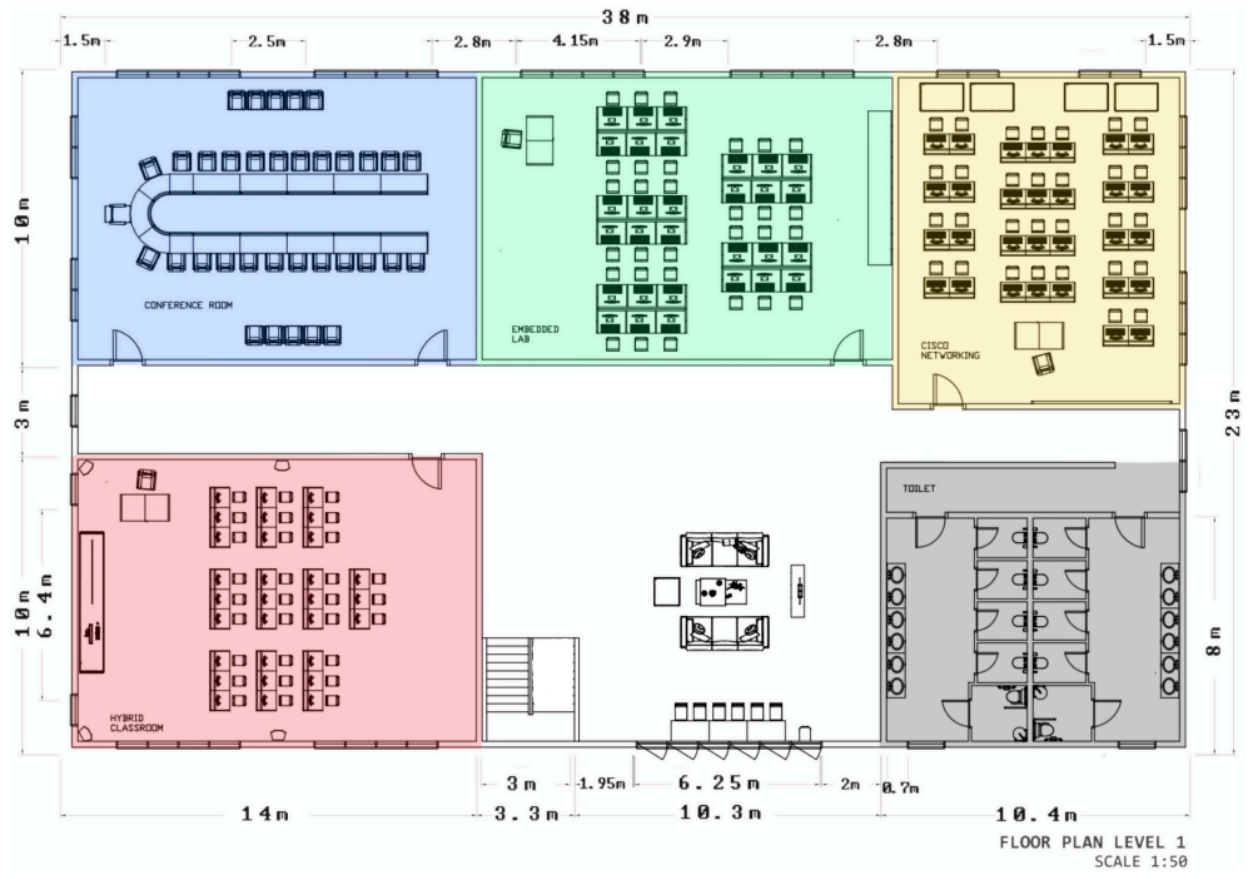 38m
1.5m
2.5m
2.8m
4.15m
2.9m
2.8m
1.5m
10m
3m
10m
6.4m
23m
8m
CONFERENCE ROOM
EMBEDDED
LAB
CISCO
NETWORKING
TOILET
HYBRID
CLASSROOM
3m
1.95m
6.25m
2m
0.7m
14m
3.3m
10.3m
10.4m
FLOOR PLAN LEVEL 1
SCALE 1:50